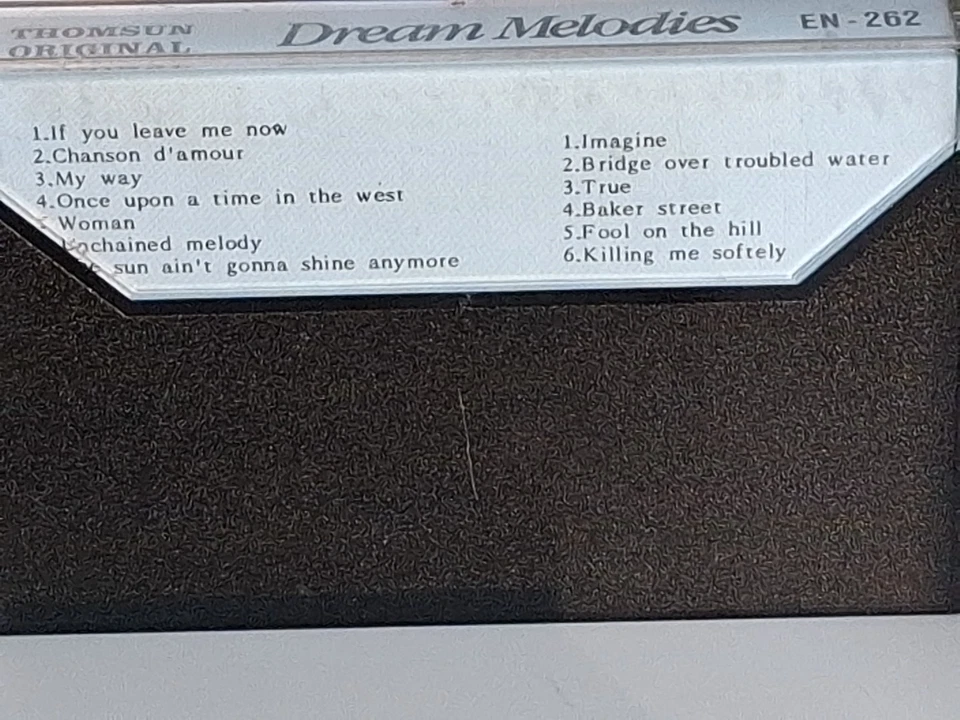 THOMSUN
ORIGINAL
Dream Melodies
EN-262
1.If you leave me now
2.Chanson d'amour
3.My way
4.Once upon a time in the west
Woman
melody
sun ain't gonna shine anymore
1.Imagine
2.Bridge over troubled water
3.True
4.Baker street
5.Fool on the hill
6.Killing me softely